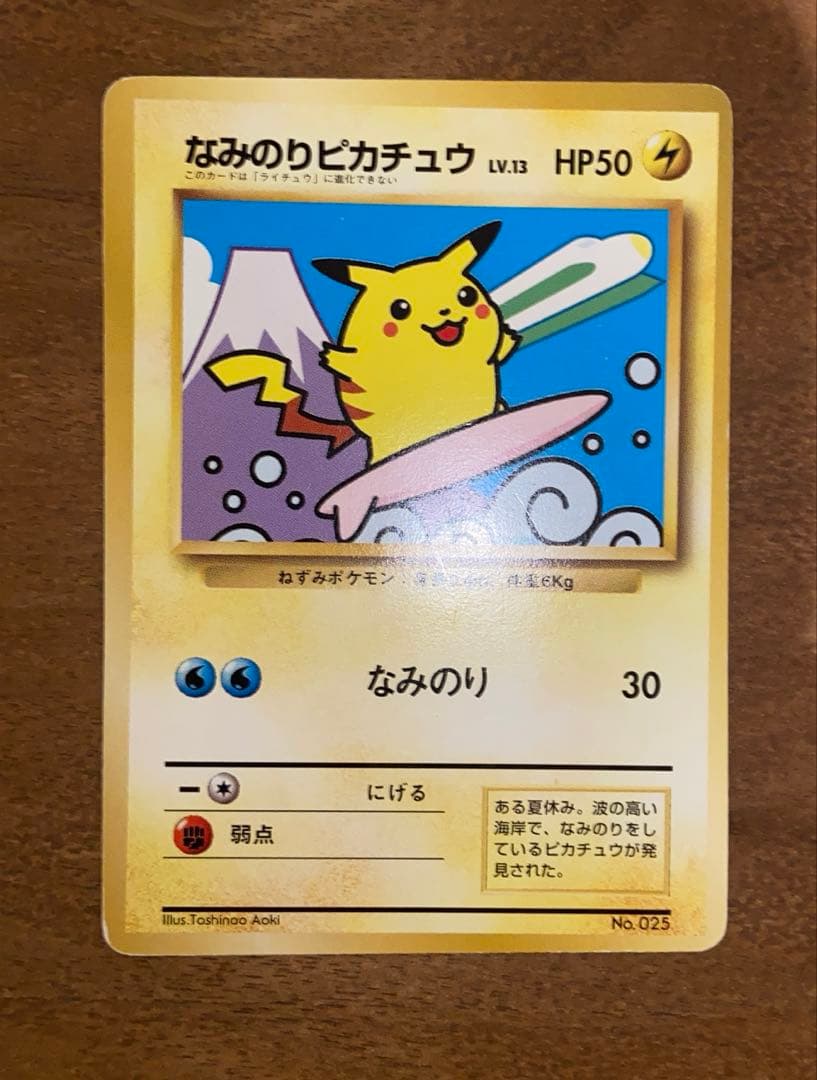 なみのりピカチュウ LV.13 HP50
このカードは「ライチュウ」に進化できない
ねずみポケモン 6Kg
なみのり 30
ー にげる
弱点
ある夏休み。波の高い
海岸で、なみのりをし
ているピカチュウが発
見された。
Illus.Toshinao Aoki No. 025